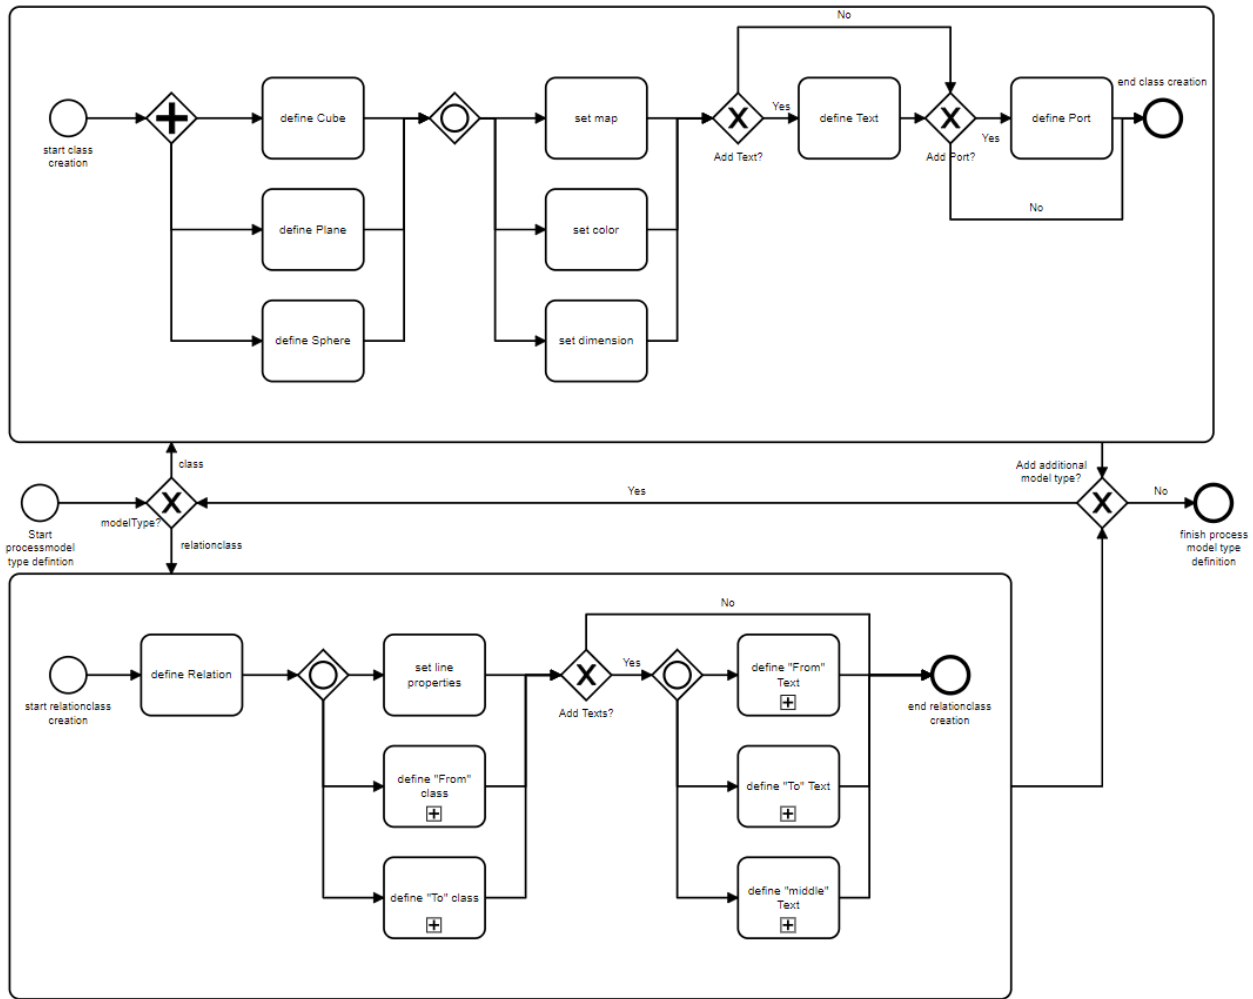 No
end class creation
define Cube
set map
Yes
define Text
define Port
start class
creation
Add Text?
Add Port?
Yes
define Plane
set color
No
define Sphere
set dimension
class
Add additional
model type?
Yes
No
modelType?
Start
processmodel
type defintion
relationclass
finish process
model type
definition
No
define Relation
set line
properties
Yes
define "From"
Text
start relationclass
creation
Add Texts?
end relationclass
creation
define "From"
class
define "To" Text
define "To" class
define "middle"
Text